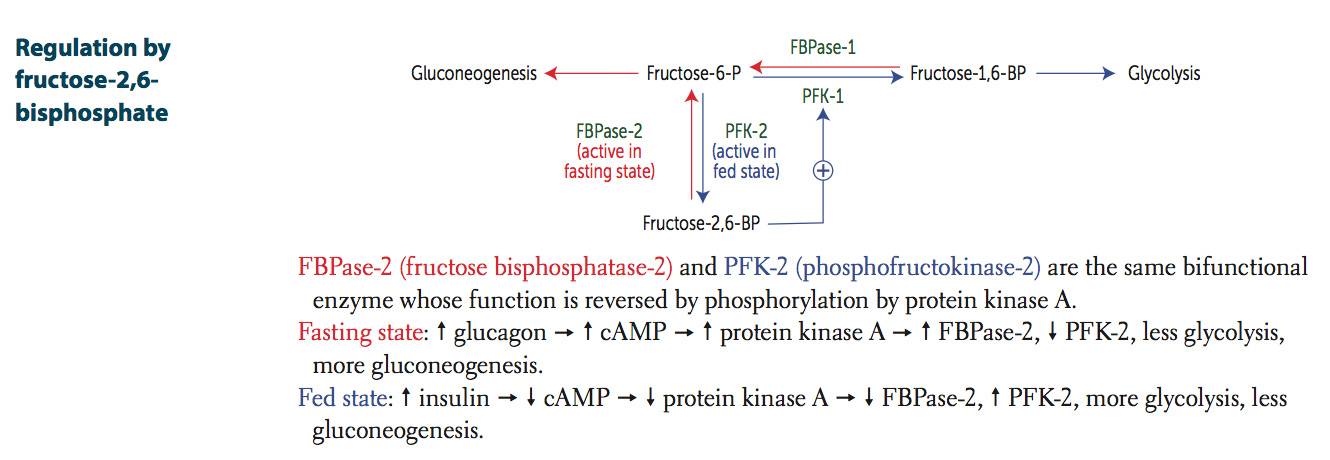 Regulation by
fructose-2,6-
bisphosphate
FBPase-1
Gluconeogenesis
Fructose-6-P
Fructose-1,6-BP
Glycolysis
PFK-1
FBPase-2
(active in
fasting state)
PFK-2
(active in
fed state)
+
Fructose-2,6-BP
FBPase-2 (fructose bisphosphatase-2) and PFK-2 (phosphofructokinase-2) are the same bifunctional
enzyme whose function is reversed by phosphorylation by protein kinase A.
Fasting state: ↑ glucagon → ↑ cAMP → ↑ protein kinase A → ↑ FBPase-2, ↓ PFK-2, less glycolysis,
more gluconeogenesis.
Fed state: ↑ insulin → ↓ cAMP → ↓ protein kinase A → ↓ FBPase-2, ↑ PFK-2, more glycolysis, less
gluconeogenesis.